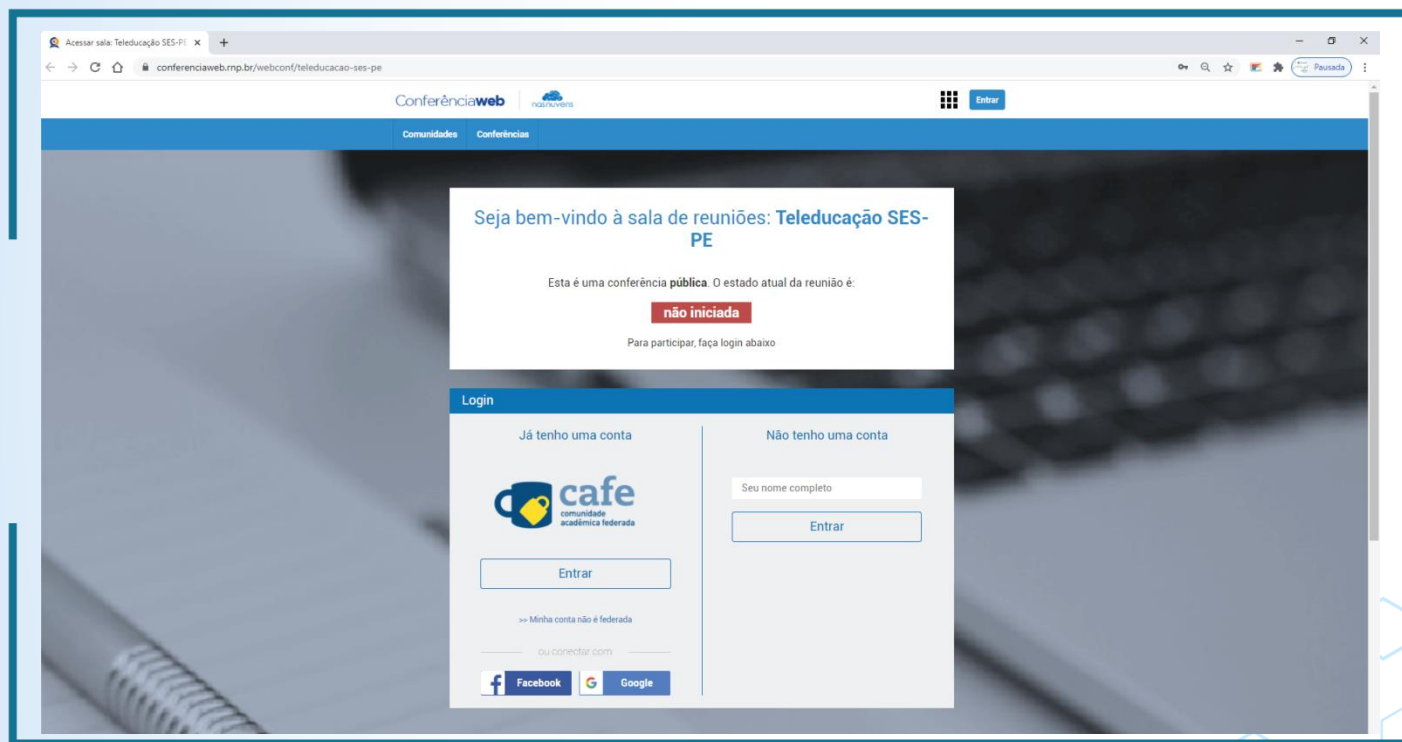 Acessar sala: Teleducação SES-PE
conferenciaweb.rnp.br/webconf/teleducacao-ses-pe
Pausada
Conferênciaweb
nasnuvens
Entrar
Comunidades Conferências
Seja bem-vindo à sala de reuniões: Teleducação SES-
PE
Esta é uma conferência pública. O estado atual da reunião é:
não iniciada
Para participar, faça login abaixo
Login
Já tenho uma conta
cafe
comunidade
acadêmica federada
Entrar
>> Minha conta não é federada
ou conectar com
Facebook
Google
Não tenho uma conta
Seu nome completo
Entrar